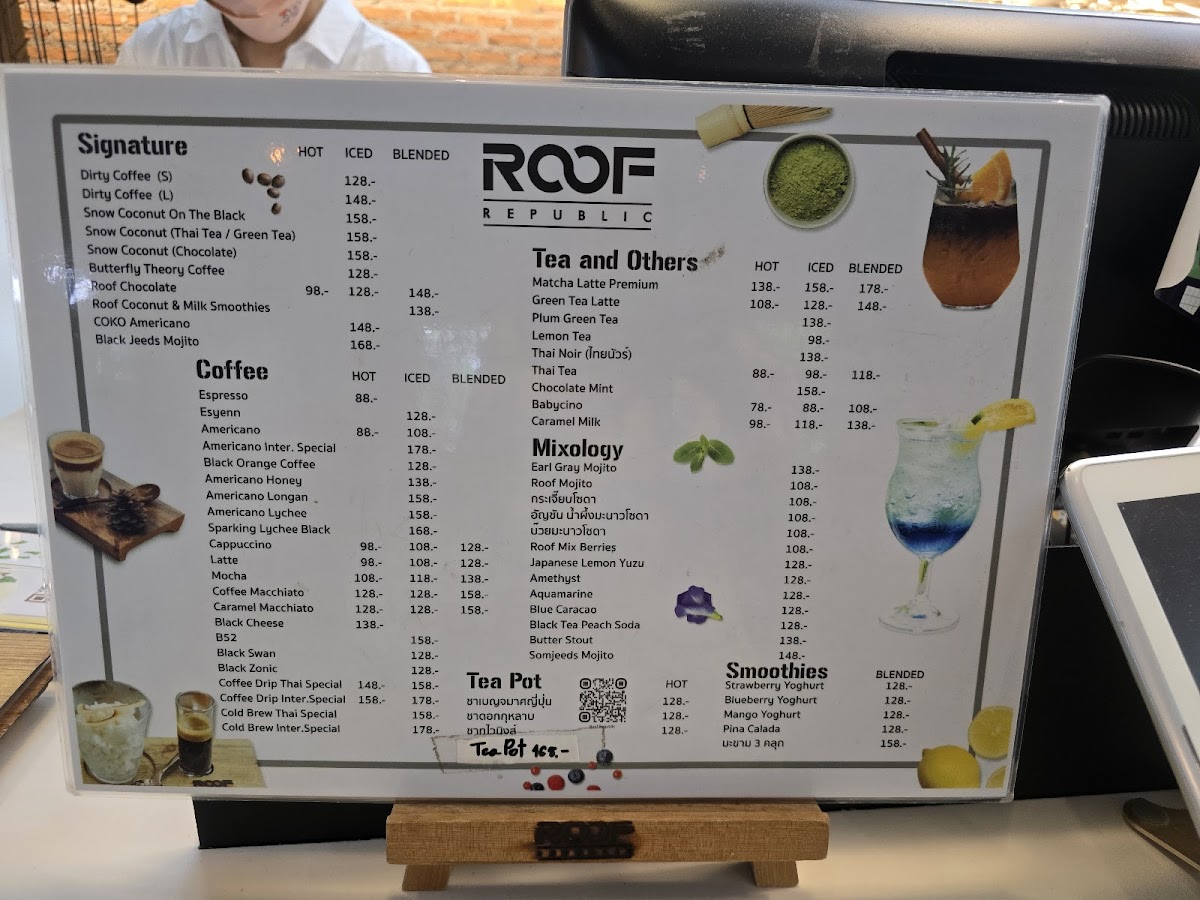 Signature HOT ICED BLENDED
Dirty Coffee (S) 128.-
Dirty Coffee (L) 148.-
Snow Coconut On The Black 158.-
Snow Coconut (Thai Tea / Green Tea) 158.-
Snow Coconut (Chocolate) 158.-
Butterfly Theory Coffee 128.-
Roof Chocolate 98.- 128.- 148.-
Roof Coconut & Milk Smoothies 138.-
COKO Americano 148.-
Black Jeeds Mojito 168.-
Coffee HOT ICED BLENDED
Espresso 88.-
Esyenn 128.-
Americano 88.- 108.-
Americano Inter. Special 178.-
Black Orange Coffee 128.-
Americano Honey 138.-
Americano Longan 158.-
Americano Lychee 158.-
Sparking Lychee Black 168.-
Cappuccino 98.- 108.- 128.-
Latte 98.- 108.- 128.-
Mocha 108.- 118.- 138.-
Coffee Macchiato 128.- 128.- 158.-
Caramel Macchiato 128.- 128.- 158.-
Black Cheese 138.-
B52 158.-
Black Swan 128.-
Black Zonic 128.-
Coffee Drip Thai Special 148.- 158.-
Coffee Drip Inter.Special 158.- 178.-
Cold Brew Thai Special 158.-
Cold Brew Inter.Special 178.-
ROOF
REPUBLIC
Tea and Others HOT ICED BLENDED
Matcha Latte Premium 138.- 158.- 178.-
Green Tea Latte 108.- 128.- 148.-
Plum Green Tea 138.-
Lemon Tea 98.-
Thai Noir (ไทยนัวร์) 138.-
Thai Tea 88.- 98.- 118.-
Chocolate Mint 158.-
Babycino 78.- 88.- 108.-
Caramel Milk 98.- 118.- 138.-
Mixology
Earl Gray Mojito 138.-
Roof Mojito 108.-
กระเจี๊ยบโซดา 108.-
อัญชัน น้ำผึ้งมะนาวโซดา 108.-
บ๊วยมะนาวโซดา 108.-
Roof Mix Berries 108.-
Japanese Lemon Yuzu 128.-
Amethyst 128.-
Aquamarine 128.-
Blue Caracao 128.-
Black Tea Peach Soda 128.-
Butter Stout 138.-
Somjeeds Mojito 148.-
Tea Pot HOT
ชาเบญจมาศญี่ปุ่น 128.-
ชาดอกกุหลาบ 128.-
128.-
Tea Pot 168.-
Smoothies BLENDED
Strawberry Yoghurt 128.-
Blueberry Yoghurt 128.-
Mango Yoghurt 128.-
Pina Calada 128.-
มะขาม 3 คลุก 158.-
ROOF
ROOF